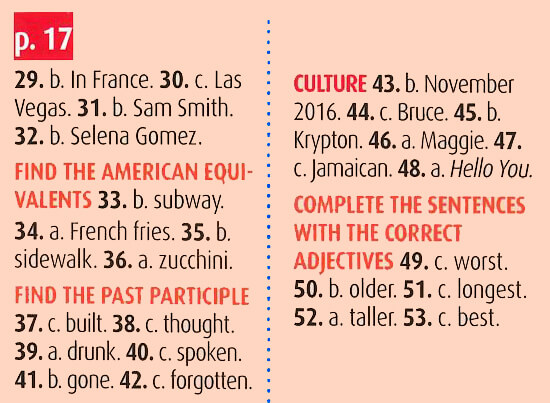 p. 17
29. b. In France. 30. c. Las
Vegas. 31. b. Sam Smith.
32. b. Selena Gomez.
FIND THE AMERICAN EQUI-
VALENTS 33. b. subway.
34. a. French fries. 35. b.
sidewalk. 36. a. zucchini.
FIND THE PAST PARTICIPLE
37. c. built. 38. c. thought.
39. a. drunk. 40. c. spoken.
41. b. gone. 42. c. forgotten.
CULTURE 43. b. November
2016. 44. c. Bruce. 45. b.
Krypton. 46. a. Maggie. 47.
c. Jamaican. 48. a. Hello You.
COMPLETE THE SENTENCES
WITH THE CORRECT
ADJECTIVES 49. c. worst.
50. b. older. 51. c. longest.
52. a. taller. 53. c. best.